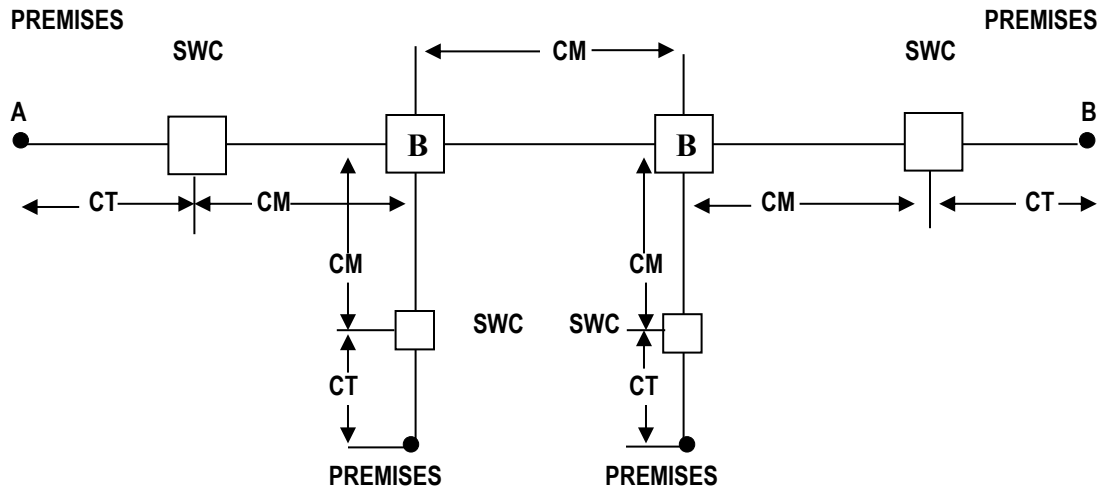 PREMISES PREMISES
SWC CM SWC
A B
B B
CT CM CM CT
CM CM
SWC SWC
CT CT
PREMISES PREMISES